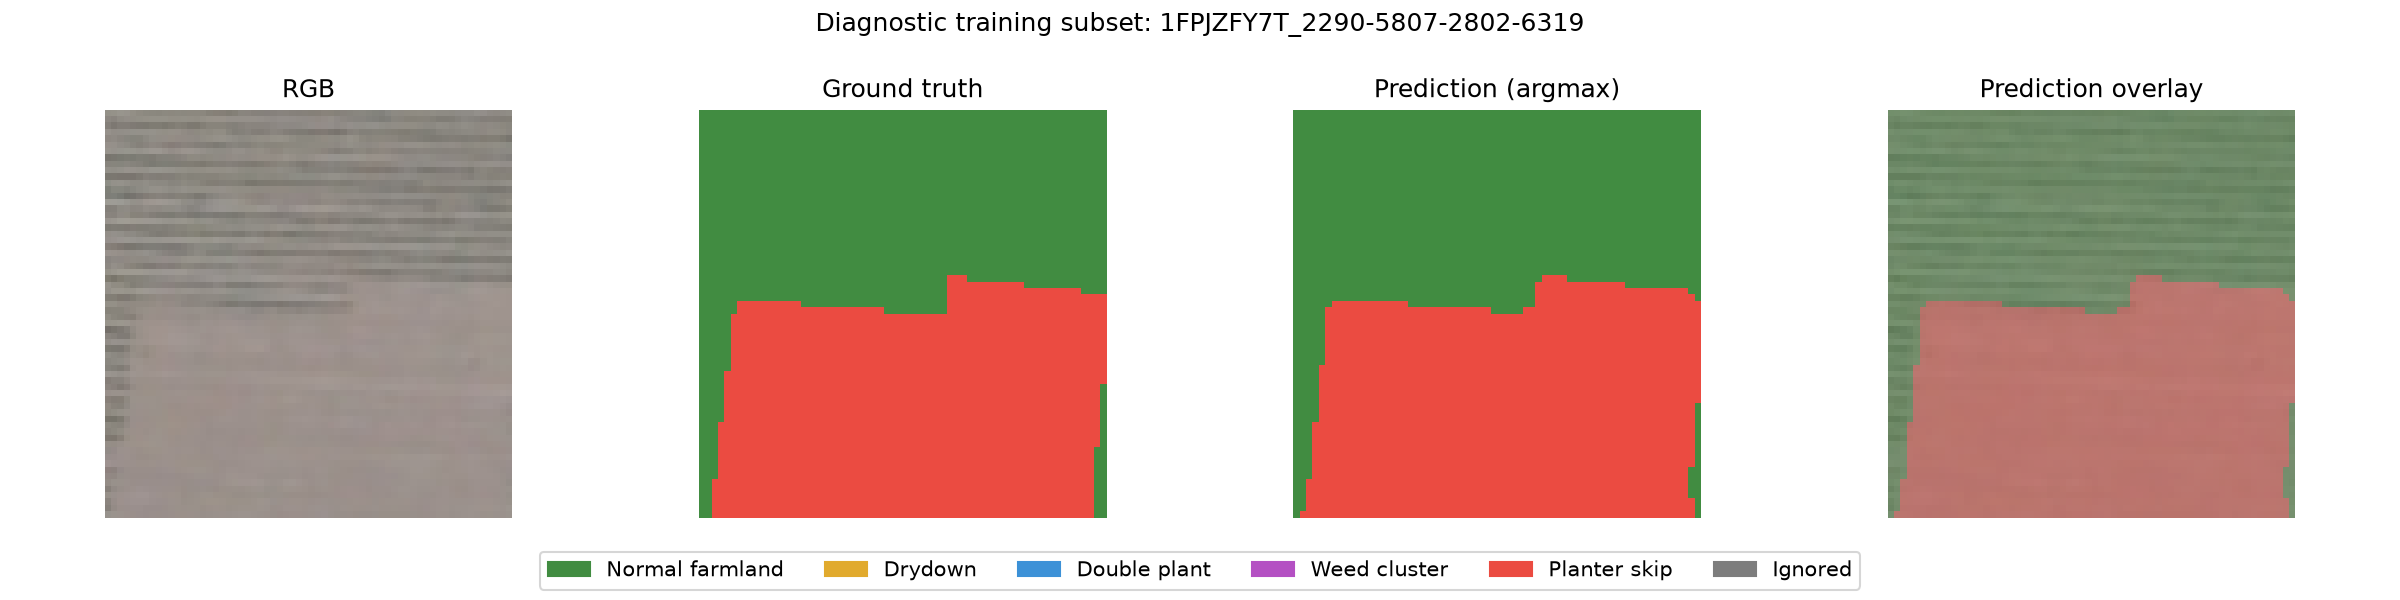 Diagnostic training subset: 1FPJZFY7T_2290-5807-2802-6319
RGB
Ground truth
Prediction (argmax)
Prediction overlay
Normal farmland
Drydown
Double plant
Weed cluster
Planter skip
Ignored